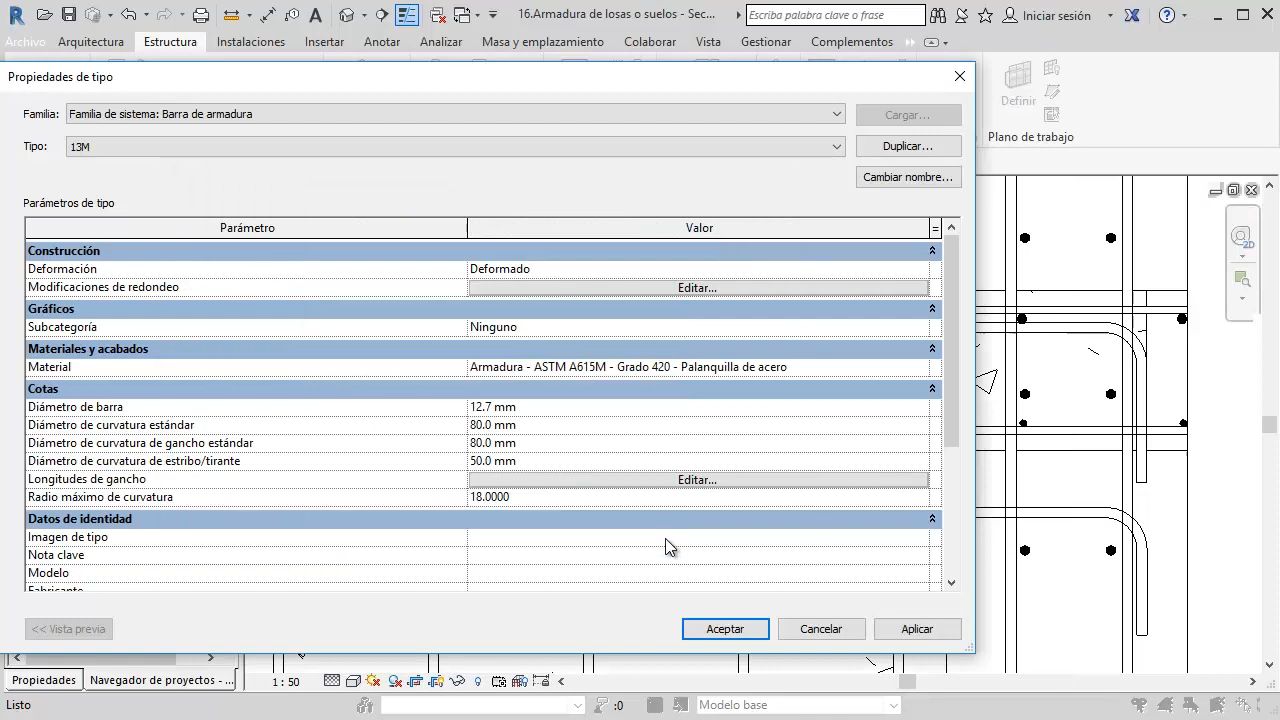 16.Armadura de losas o suelos - Sec...
Escriba palabra clave o frase
Iniciar sesión
Archivo Arquitectura Estructura Instalaciones Insertar Anotar Analizar Masa y emplazamiento Colaborar Vista Gestionar Complementos
Definir
Plano de trabajo
Propiedades de tipo
Familia: Familia de sistema: Barra de armadura Cargar...
Tipo: 13M Duplicar...
Cambiar nombre...
Parámetros de tipo
Parámetro Valor =
Construcción
Deformación Deformado
Modificaciones de redondeo Editar...
Gráficos
Subcategoría Ninguno
Materiales y acabados
Material Armadura - ASTM A615M - Grado 420 - Palanquilla de acero
Cotas
Diámetro de barra 12.7 mm
Diámetro de curvatura estándar 80.0 mm
Diámetro de curvatura de gancho estándar 80.0 mm
Diámetro de curvatura de estribo/tirante 50.0 mm
Longitudes de gancho Editar...
Radio máximo de curvatura 18.0000
Datos de identidad
Imagen de tipo
Nota clave
Modelo
Fabricante
<< Vista previa Aceptar Cancelar Aplicar
2D
Propiedades Navegador de proyectos - ... 1 : 50
Listo :0 Modelo base